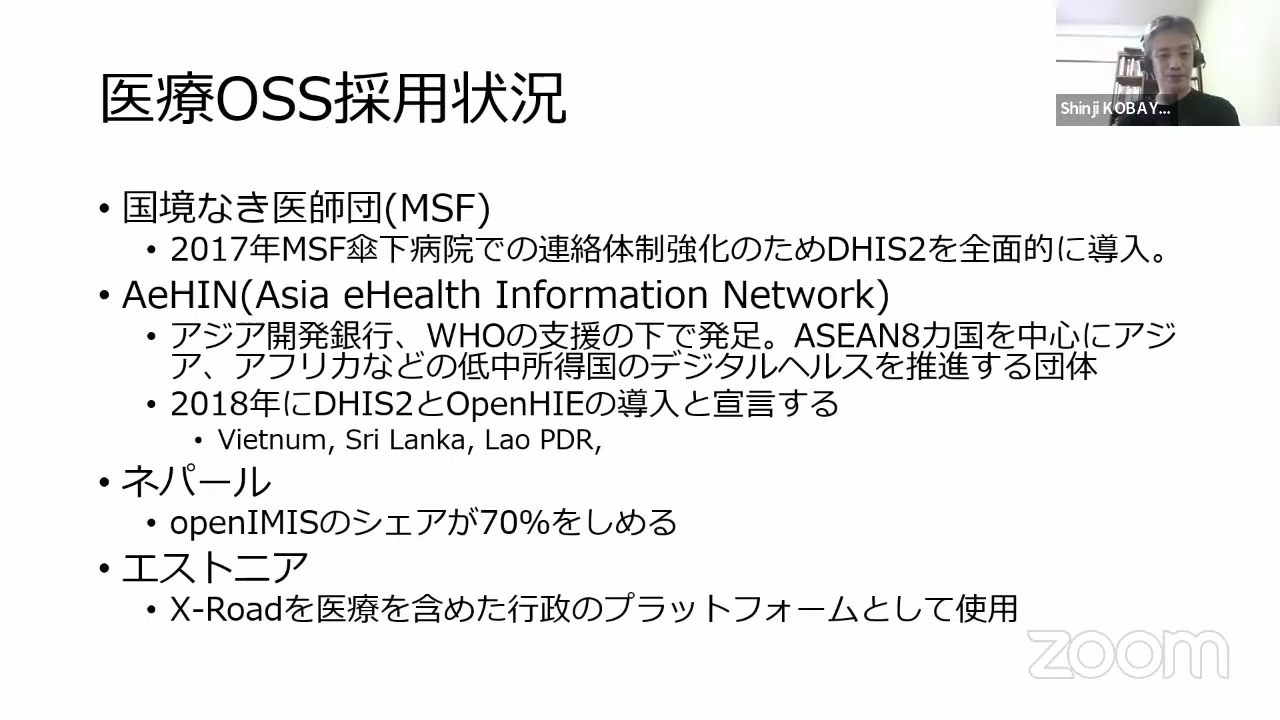 医療OSS採用状況
Shinji KOBAY...
• 国境なき医師団(MSF)
• 2017年MSF傘下病院での連絡体制強化のためDHIS2を全面的に導入。
• AeHIN(Asia eHealth Information Network)
• アジア開発銀行、WHOの支援の下で発足。ASEAN8カ国を中心にアジ
ア、アフリカなどの低中所得国のデジタルヘルスを推進する団体
• 2018年にDHIS2とOpenHIEの導入と宣言する
• Vietnum, Sri Lanka, Lao PDR,
• ネパール
• openIMISのシェアが70%をしめる
• エストニア
• X-Roadを医療を含めた行政のプラットフォームとして使用
zoom